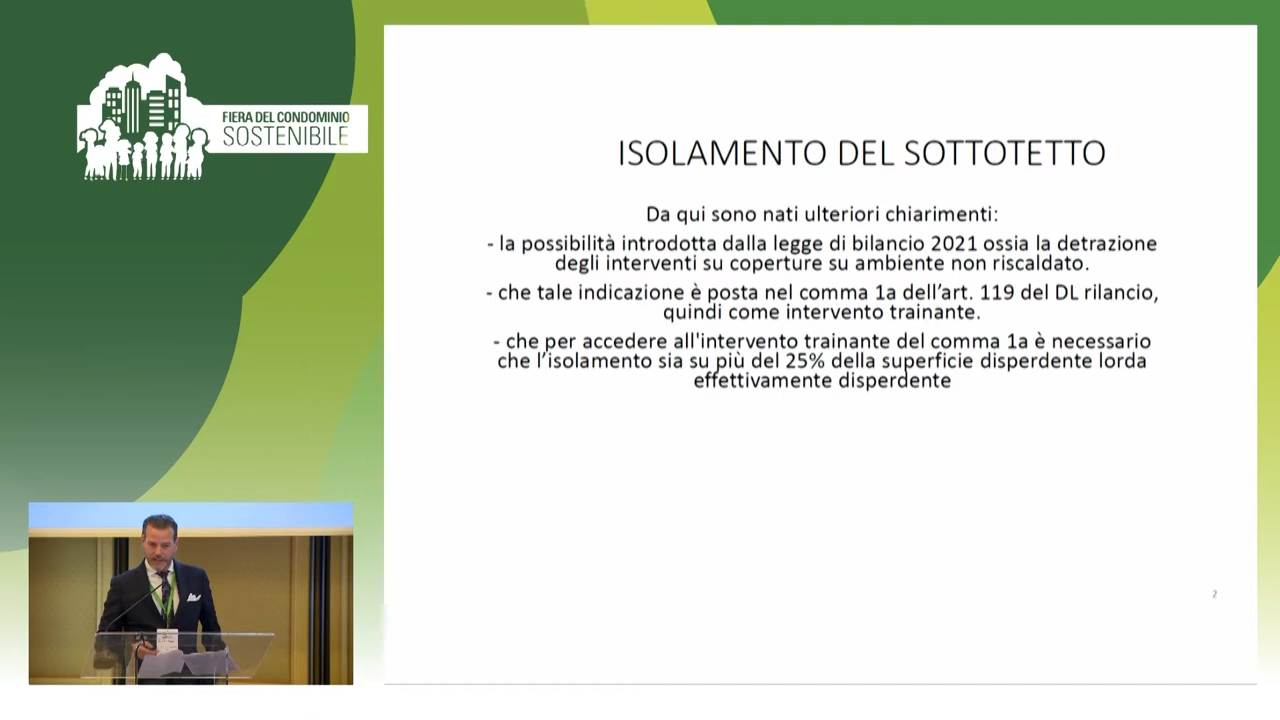 FIERA DEL CONDOMINIO
SOSTENIBILE
ISOLAMENTO DEL SOTTOTETTO
Da qui sono nati ulteriori chiarimenti:
- la possibilità introdotta dalla legge di bilancio 2021 ossia la detrazione
degli interventi su coperture su ambiente non riscaldato.
- che tale indicazione è posta nel comma 1a dell’art. 119 del DL rilancio,
quindi come intervento trainante.
- che per accedere all'intervento trainante del comma 1a è necessario
che l’isolamento sia su più del 25% della superficie disperdente lorda
effettivamente disperdente
2